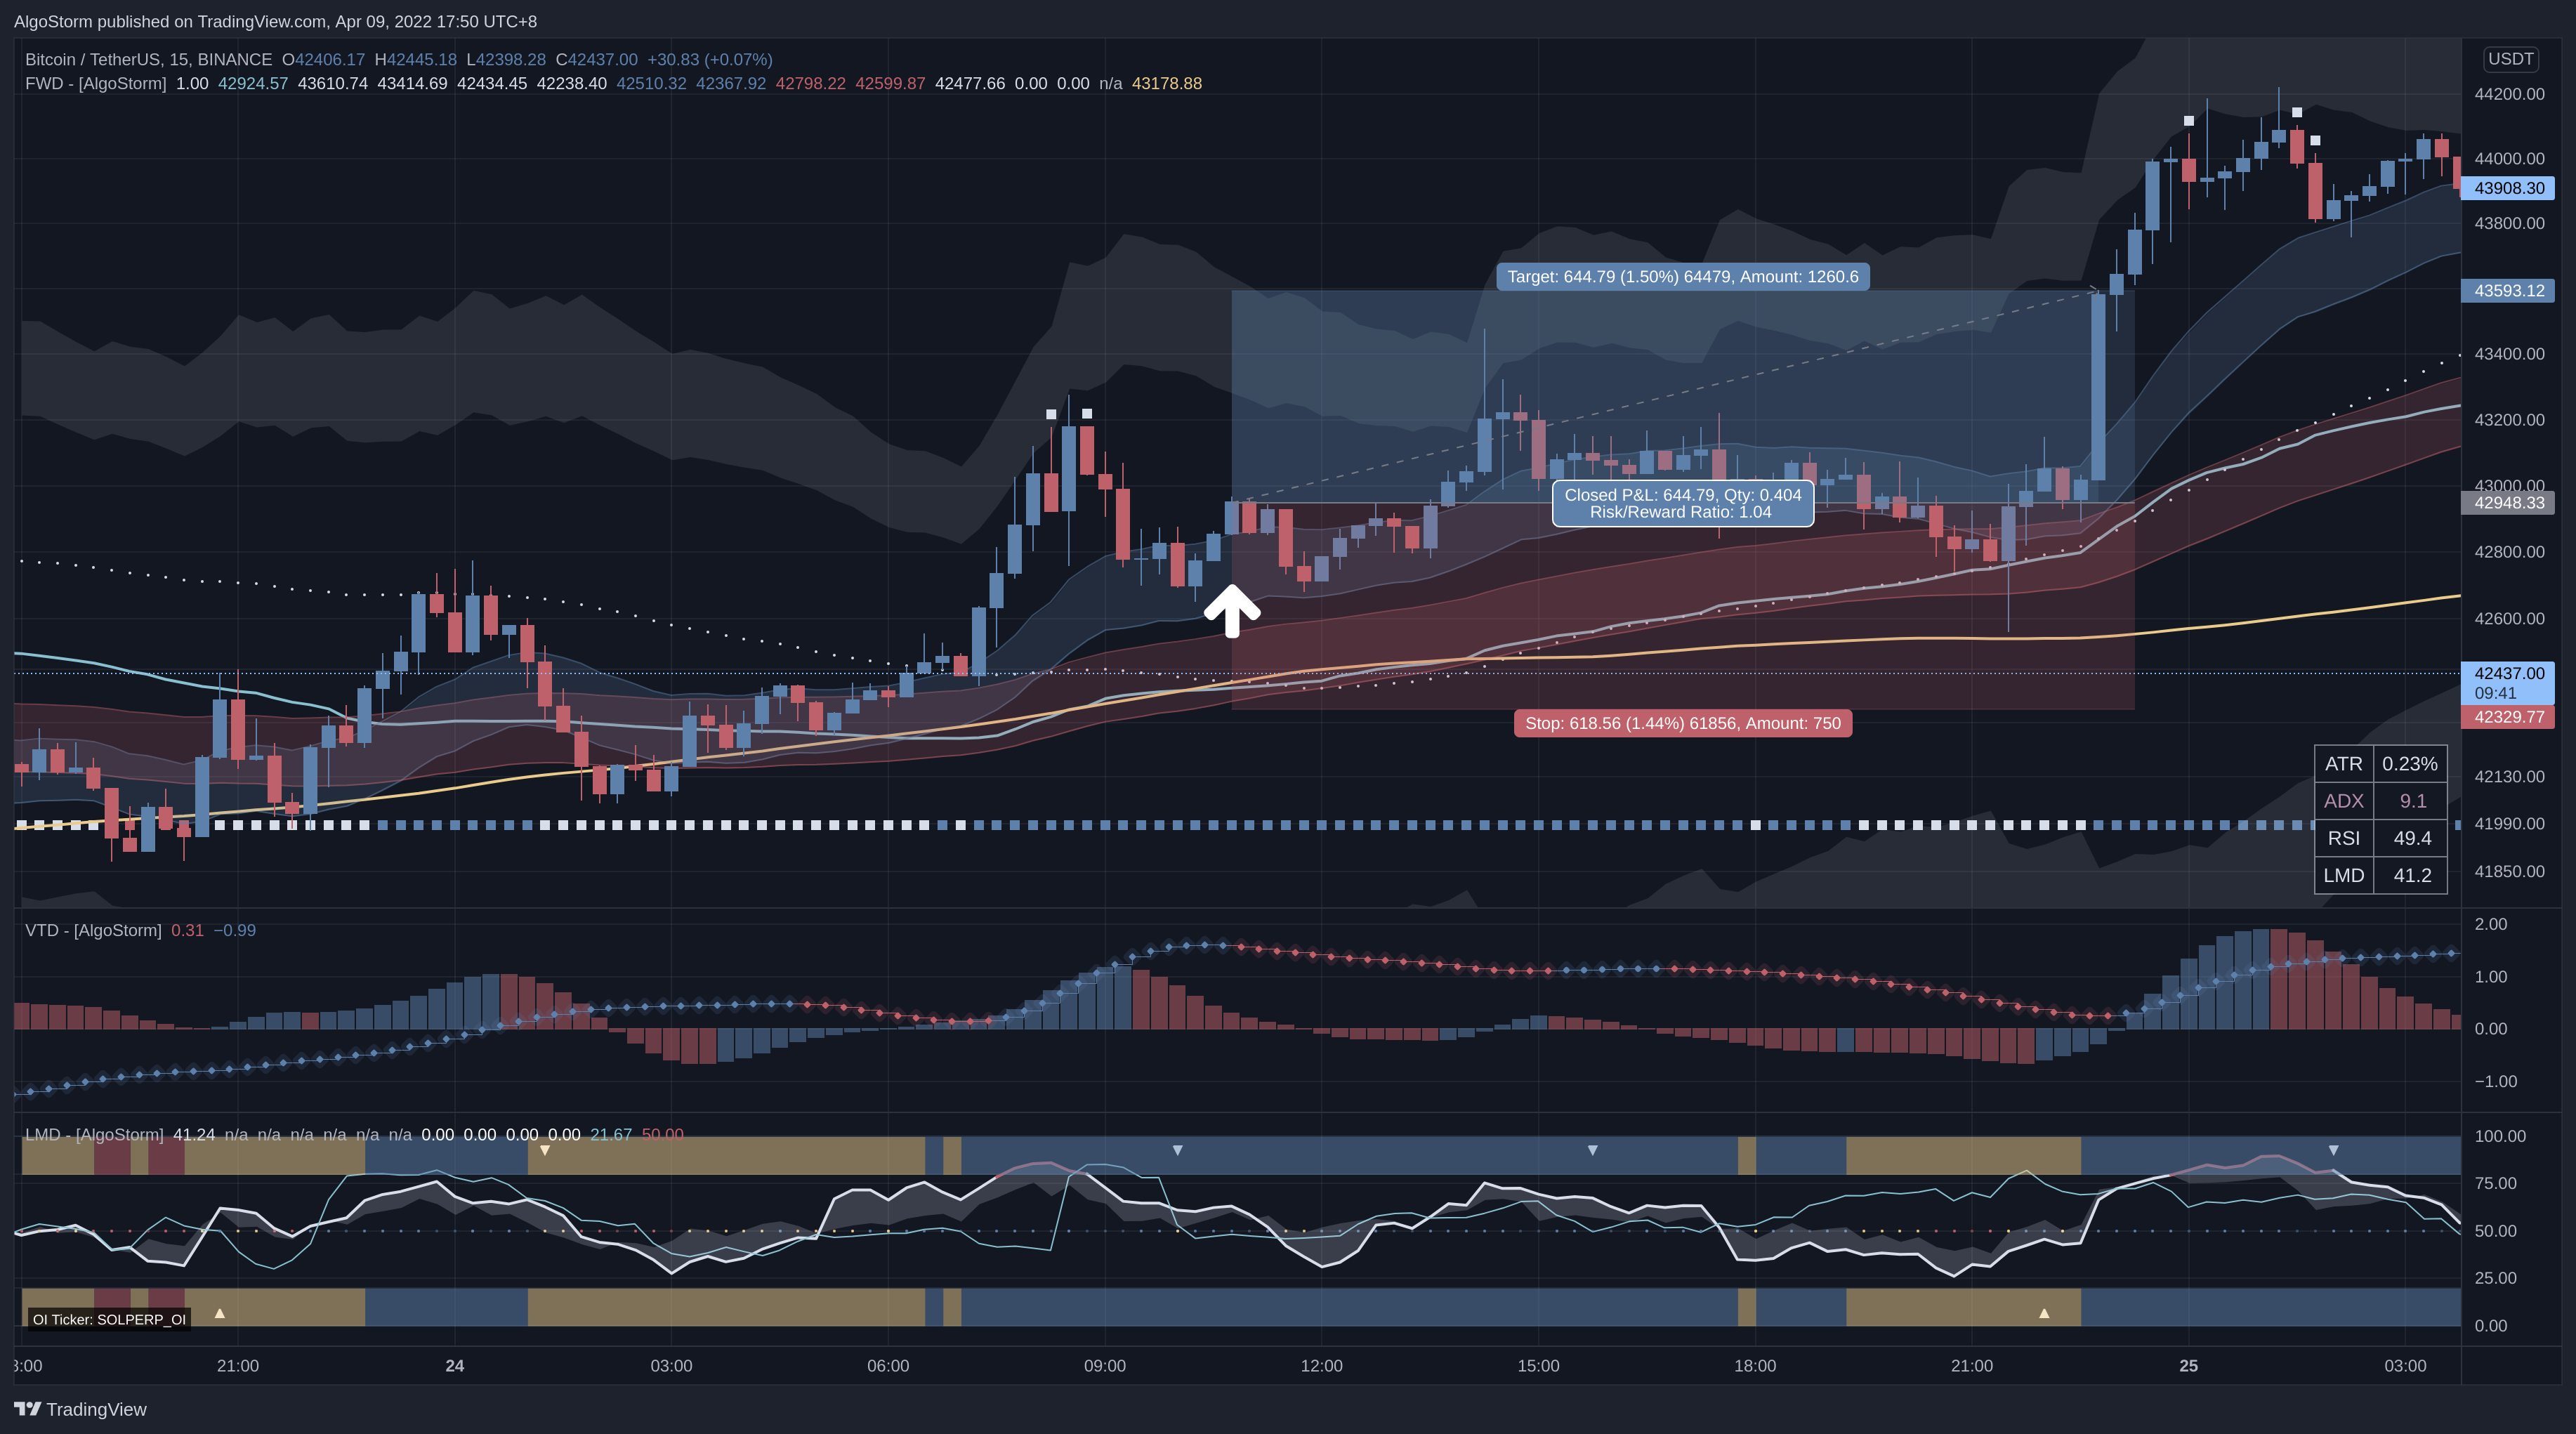 AlgoStorm published on TradingView.com, Apr 09, 2022 17:50 UTC+8
Bitcoin / TetherUS, 15, BINANCE O42406.17 H42445.18 L42398.28 C42437.00 +30.83 (+0.07%)
FWD - [AlgoStorm] 1.00 42924.57 43610.74 43414.69 42434.45 42238.40 42510.32 42367.92 42798.22 42599.87 42477.66 0.00 0.00 n/a 43178.88
USDT
44200.00
44000.00
43908.30
43800.00
Target: 644.79 (1.50%) 64479, Amount: 1260.6
43593.12
43400.00
43200.00
43000.00
Closed P&L: 644.79, Qty: 0.404
Risk/Reward Ratio: 1.04
42948.33
42800.00
42600.00
42437.00
09:41
42329.77
Stop: 618.56 (1.44%) 61856, Amount: 750
ATR 0.23%
42130.00
ADX 9.1
41990.00
RSI 49.4
41850.00
LMD 41.2
VTD - [AlgoStorm] 0.31 −0.99
2.00
1.00
0.00
−1.00
LMD - [AlgoStorm] 41.24 n/a n/a n/a n/a n/a n/a 0.00 0.00 0.00 0.00 21.67 50.00
100.00
75.00
50.00
25.00
OI Ticker: SOLPERP_OI
0.00
3:00 21:00 24 03:00 06:00 09:00 12:00 15:00 18:00 21:00 25 03:00
TradingView